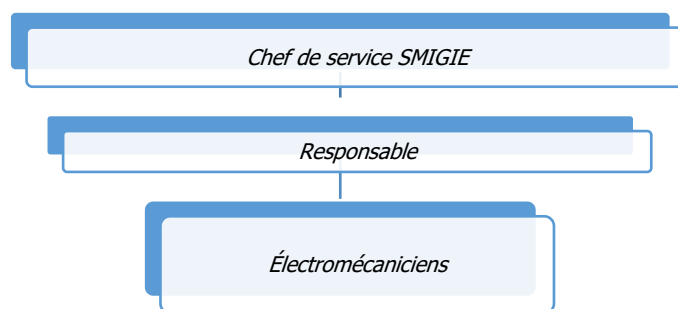 Chef de service SMIGIE
Responsable
Électromécaniciens